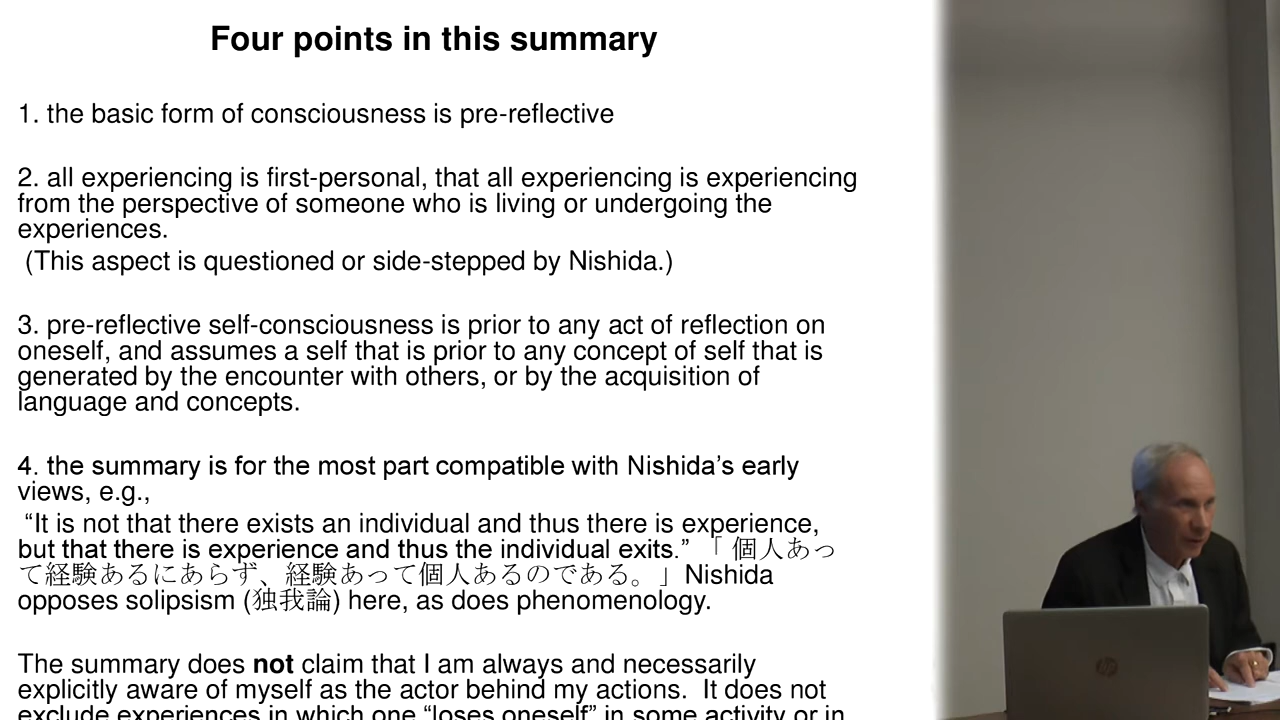 Four points in this summary
1. the basic form of consciousness is pre-reflective
2. all experiencing is first-personal, that all experiencing is experiencing
from the perspective of someone who is living or undergoing the
experiences.
(This aspect is questioned or side-stepped by Nishida.)
3. pre-reflective self-consciousness is prior to any act of reflection on
oneself, and assumes a self that is prior to any concept of self that is
generated by the encounter with others, or by the acquisition of
language and concepts.
4. the summary is for the most part compatible with Nishida's early
views, e.g.,
“It is not that there exists an individual and thus there is experience,
but that there is experience and thus the individual exits.” 「 個人あっ
て経験あるにあらず、経験あって個人あるのである。」Nishida
opposes solipsism (独我論) here, as does phenomenology.
The summary does not claim that I am always and necessarily
explicitly aware of myself as the actor behind my actions.  It does not
exclude experiences in which one “loses oneself” in some activity or in
hp